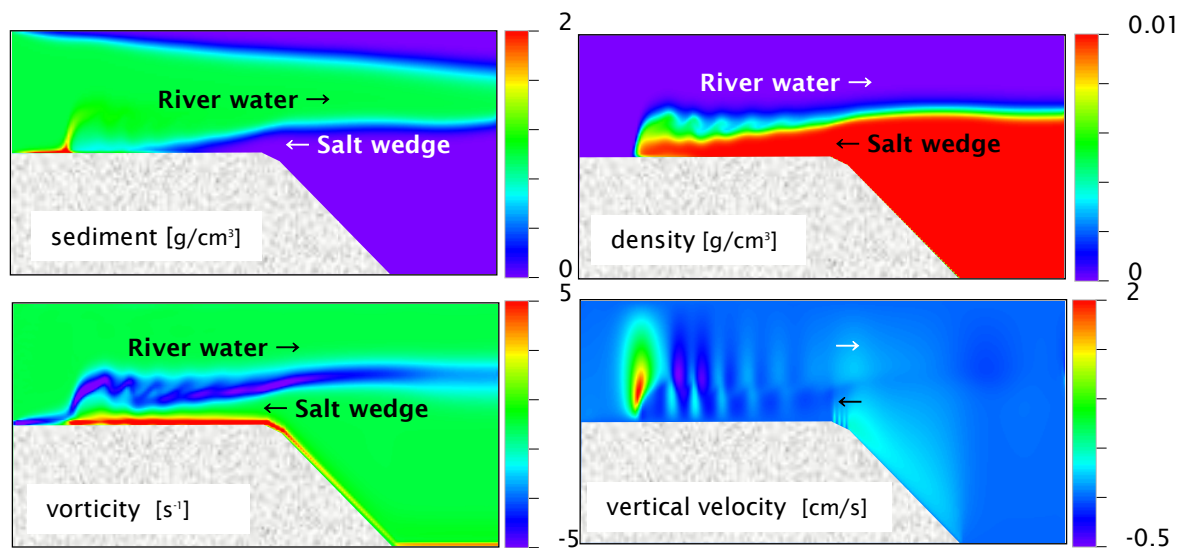 2
0.01
River water →
← Salt wedge
sediment [g/cm³]
0
River water →
← Salt wedge
density [g/cm³]
0
5
2
River water →
← Salt wedge
vorticity [s⁻¹]
-5
→
←
vertical velocity [cm/s]
-0.5